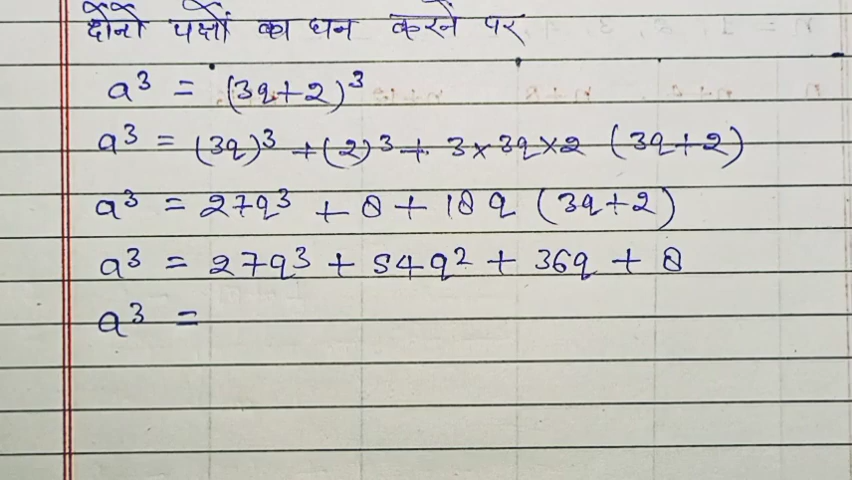 दोनो पक्षों का घन करने पर
a³ = (3q+2)³
a³ = (3q)³ + (2)³ + 3×3q×2 (3q+2)
a³ = 27q³ + 8 + 18q (3q+2)
a³ = 27q³ + 54q² + 36q + 8
a³ =